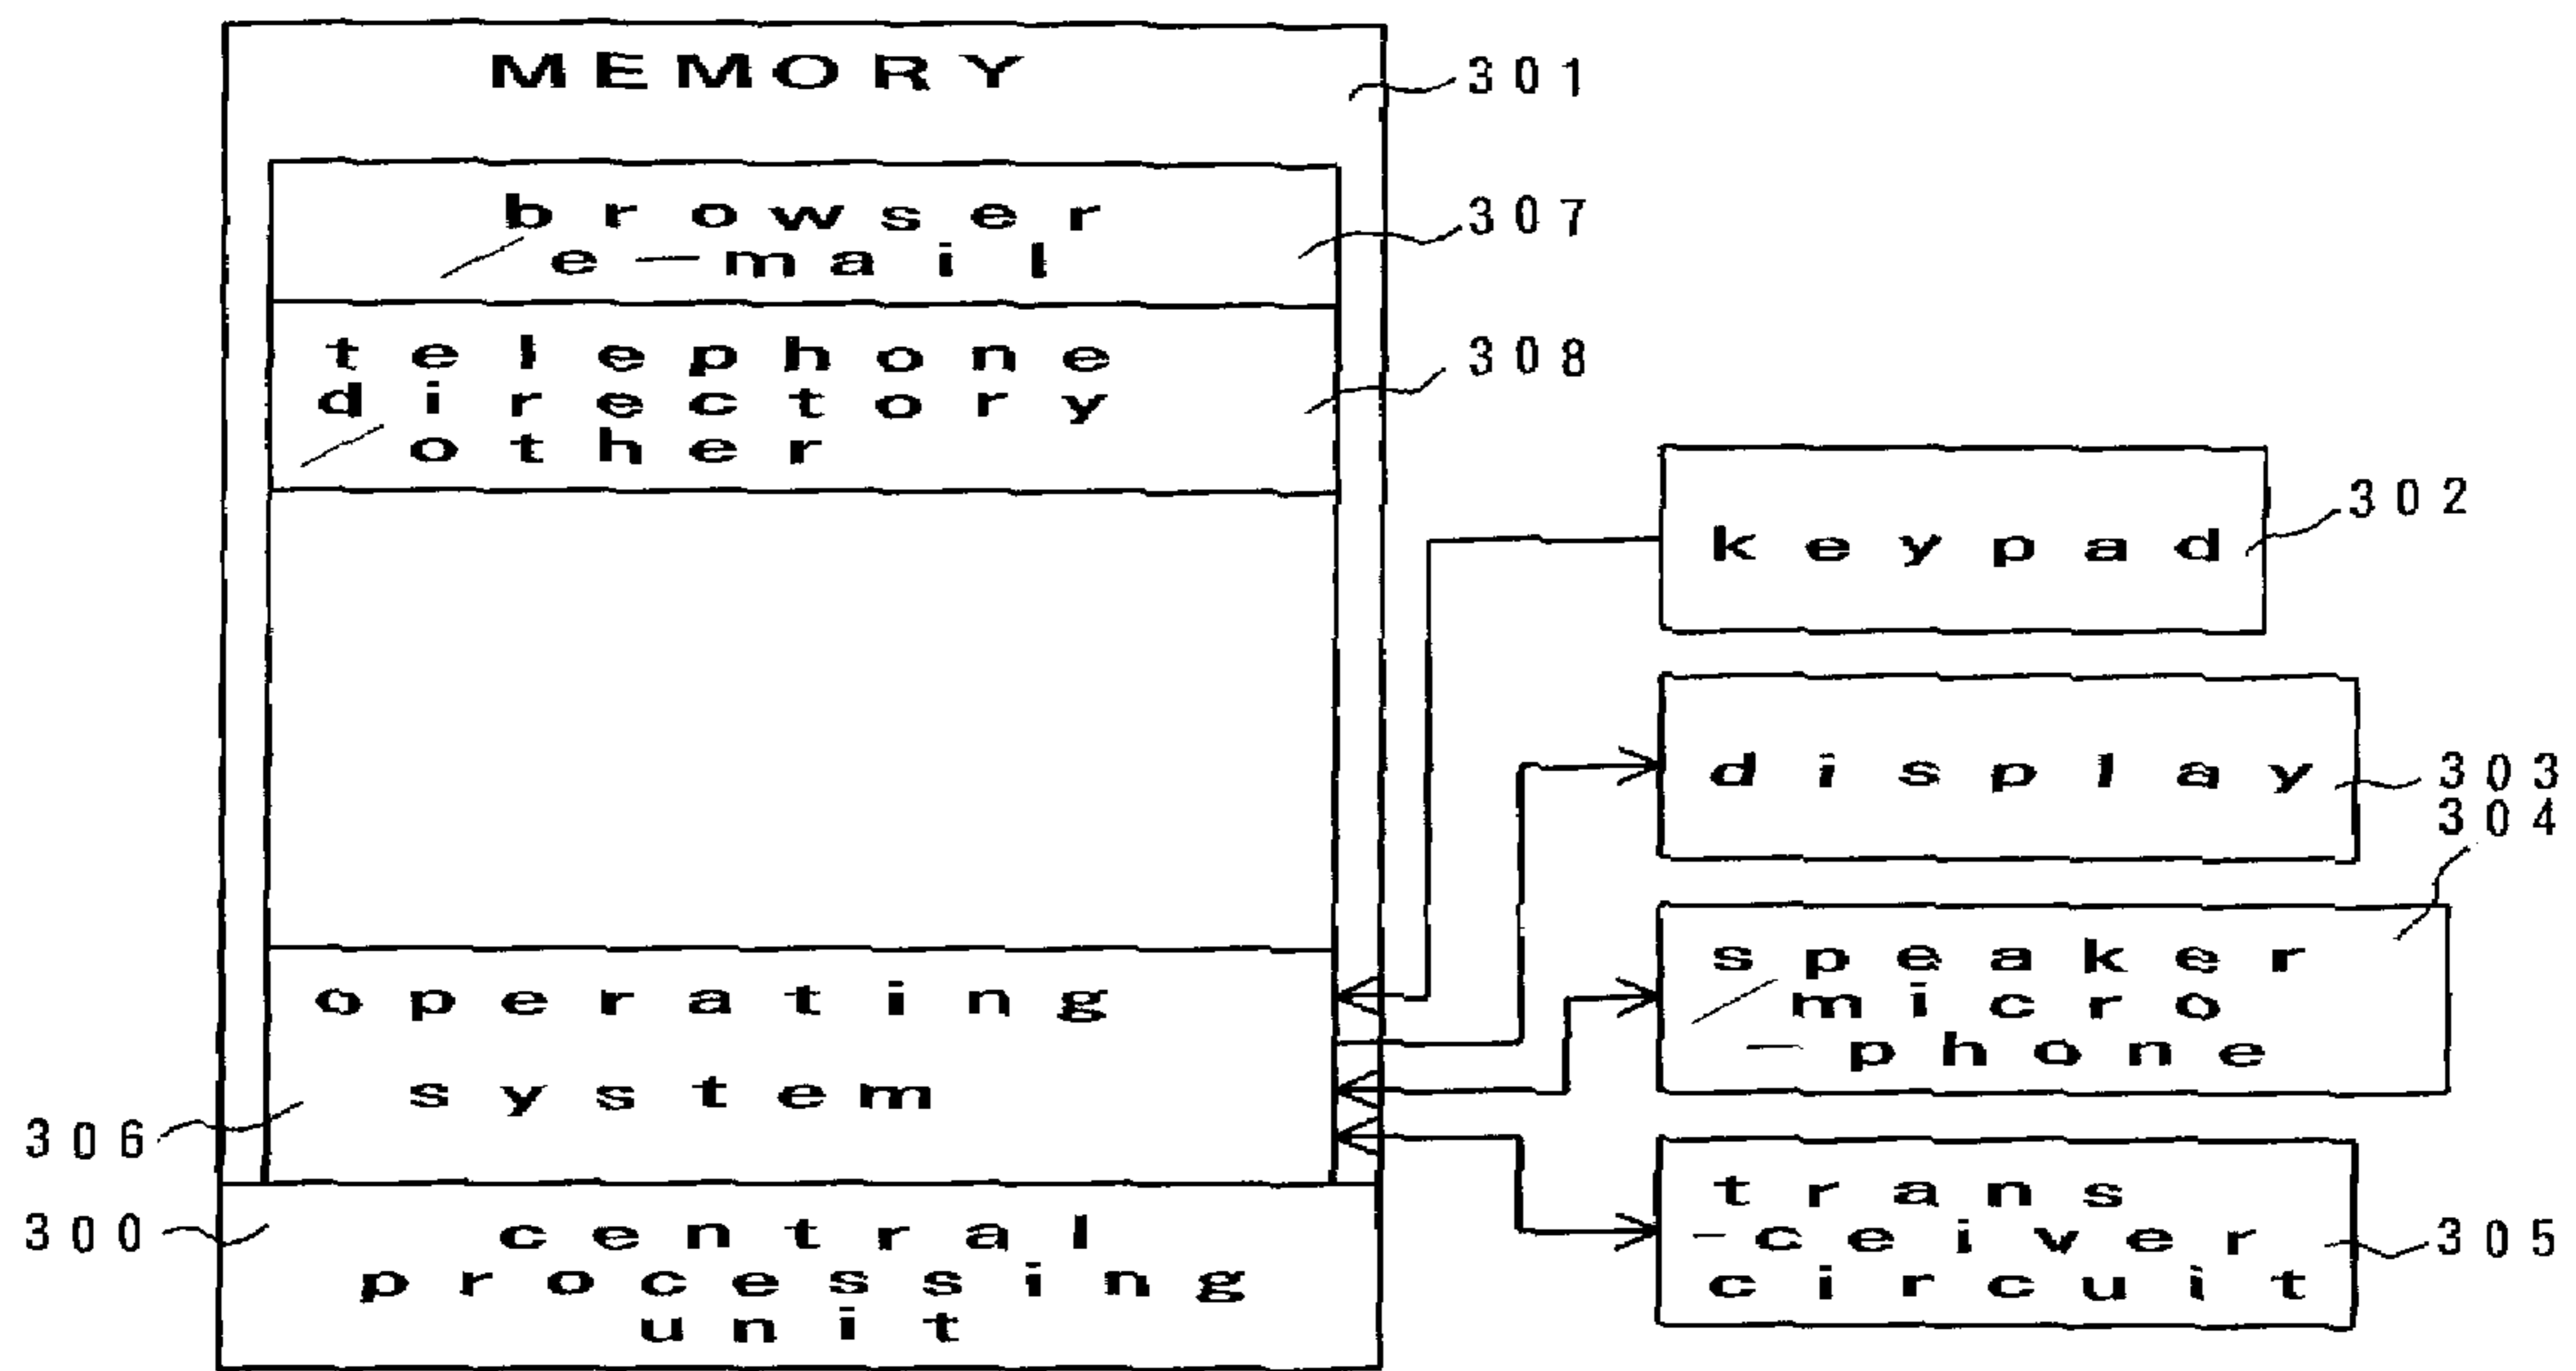 MEMORY
301
browser
／e－mail
307
telephone
directory
／other
308
keypad
302
display
303
304
speaker
／micro
－phone
operating
system
306
trans
－ceiver
circuit
305
300
central
processing
unit